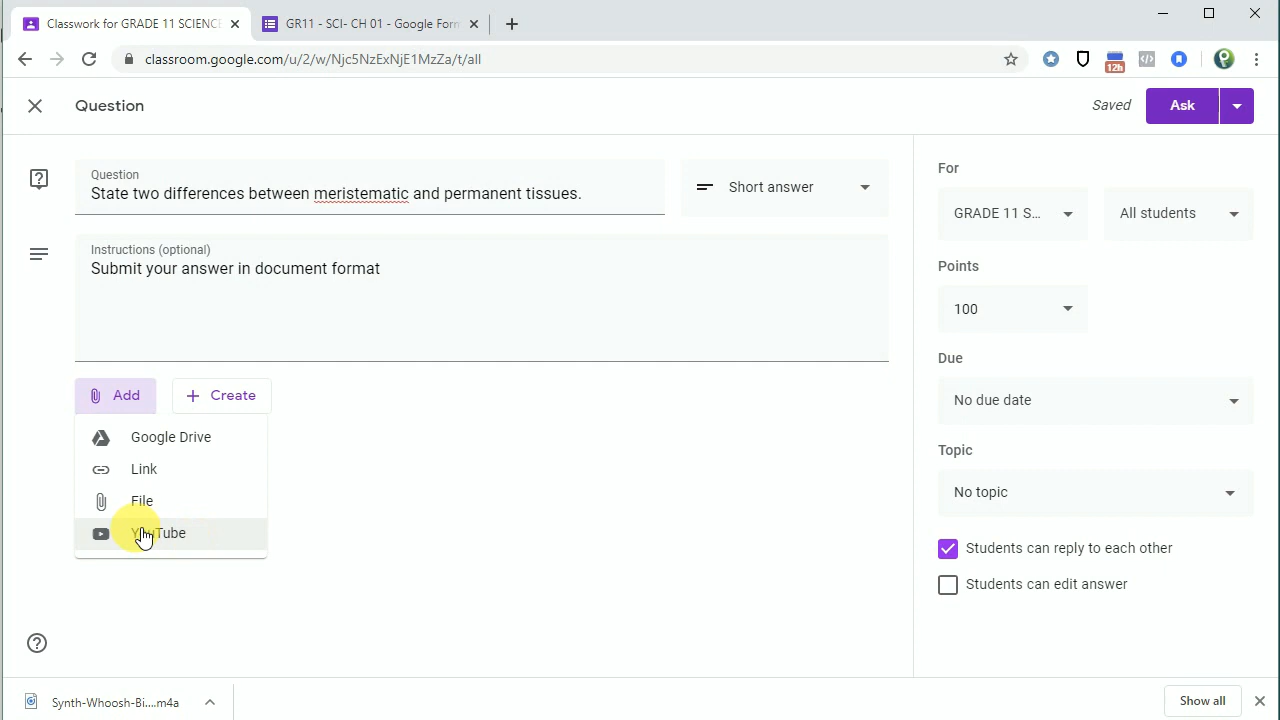 Classwork for GRADE 11 SCIENCE
GR11 - SCI- CH 01 - Google Forn
classroom.google.com/u/2/w/Njc5NzExNjE1MzZa/t/all
12h
Question
Saved
Ask
Question
State two differences between meristematic and permanent tissues.
Short answer
Instructions (optional)
Submit your answer in document format
Add
Create
Google Drive
Link
File
YouTube
For
GRADE 11 S...
All students
Points
100
Due
No due date
Topic
No topic
Students can reply to each other
Students can edit answer
Synth-Whoosh-Bi....m4a
Show all